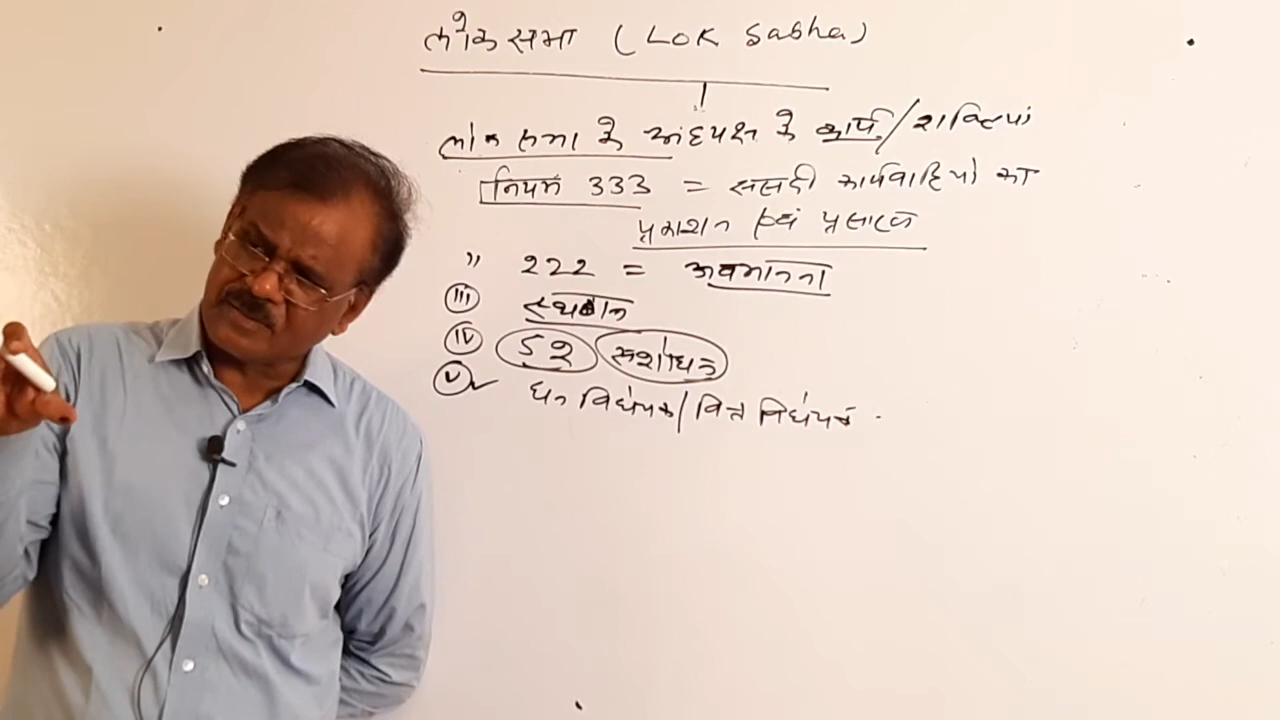 लोक सभा (Lok Sabha)
लोक सभा के अध्यक्ष के कार्य/शक्तियां
नियम 333 = संसदी कार्यवाहियों का
प्रकाशन एवं प्रसारण
" 222 = अवमानना
(iii) स्थगन
(iv) 52 संशोधन
(v) ✓ धन विधेयक/वित्त विधेयक